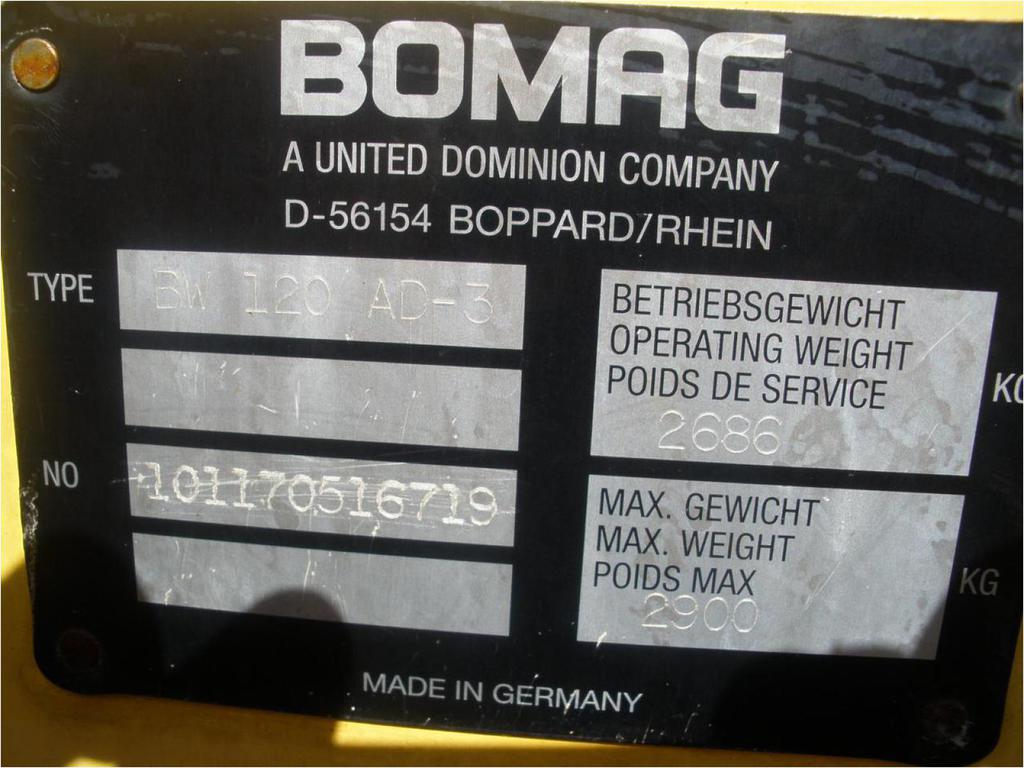 BOMAG
A UNITED DOMINION COMPANY
D-56154 BOPPARD/RHEIN
TYPE BW 120 AD-3
NO 101170516719
BETRIEBSGEWICHT
OPERATING WEIGHT
POIDS DE SERVICE
2686 KG
MAX. GEWICHT
MAX. WEIGHT
POIDS MAX
2900 KG
MADE IN GERMANY